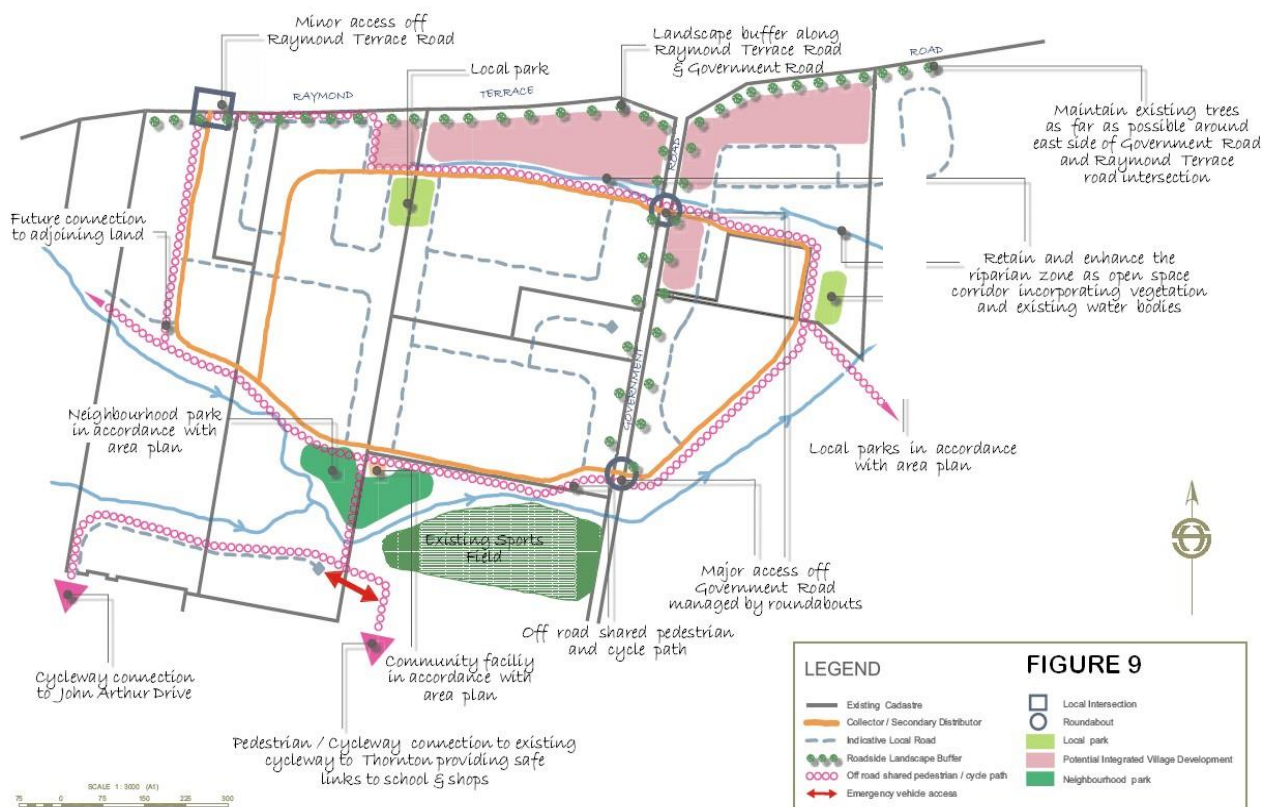 Minor access off
Raymond Terrace Road
Local park
Landscape buffer along
Raymond Terrace Road
& Government Road
ROAD
RAYMOND
TERRACE
ROAD
Maintain existing trees
as far as possible around
east side of Government Road
and Raymond Terrace
road intersection
Future connection
to adjoining land
Retain and enhance the
riparian zone as open space
corridor incorporating vegetation
and existing water bodies
GOVERNMENT
Neighbourhood park
in accordance with
area plan
Local parks in accordance
with area plan
Existing Sports
Field
Major access off
Government Road
managed by roundabouts
Off road shared pedestrian
and cycle path
Cycleway connection
to John Arthur Drive
Community faciliy
in accordance with
area plan
Pedestrian / Cycleway connection to existing
cycleway to Thornton providing safe
links to school & shops
LEGEND
FIGURE 9
Existing Cadastre
Collector / Secondary Distributor
Indicative Local Road
Roadside Landscape Buffer
Off road shared pedestrian / cycle path
Emergency vehicle access
Local Intersection
Roundabout
Local park
Potential Integrated Village Development
Neighbourhood park
SCALE 1 : 3000 (A1)
75 0 75 150 225 300